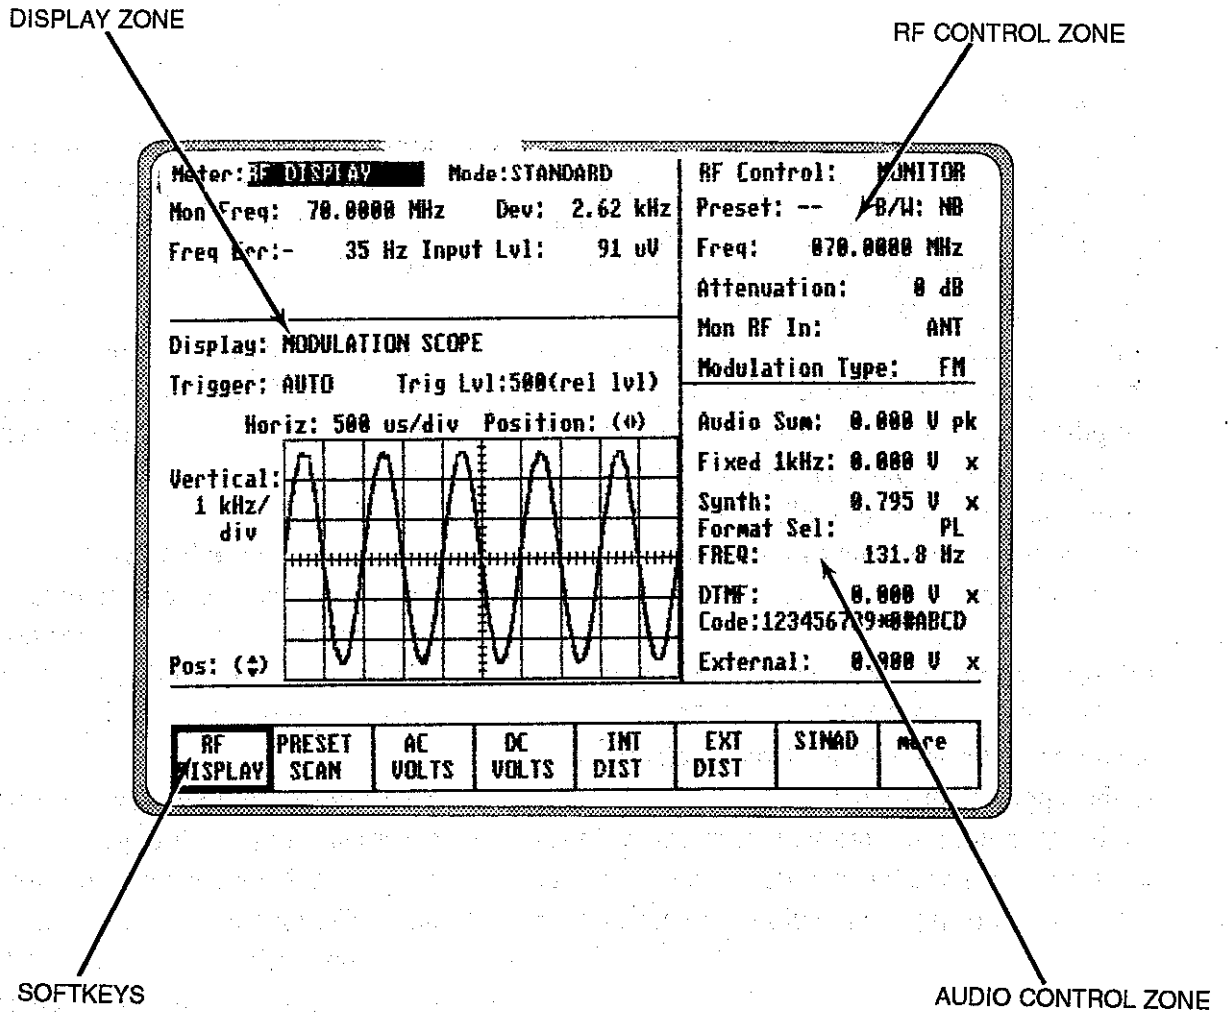 DISPLAY ZONE
RF CONTROL ZONE
Meter:RF DISPLAY Mode:STANDARD
Mon Freq: 70.0000 MHz Dev: 2.62 kHz
Freq Err:- 35 Hz Input Lvl: 91 uV
Display: MODULATION SCOPE
Trigger: AUTO Trig Lvl:500(rel lvl)
Horiz: 500 us/div Position: (↔)
Vertical:
1 kHz/
div
Pos: (↕)
RF Control: MONITOR
Preset: -- B/W: NB
Freq: 070.0000 MHz
Attenuation: 0 dB
Mon RF In: ANT
Modulation Type: FM
Audio Sum: 0.000 V pk
Fixed 1kHz: 0.000 V x
Synth: 0.795 V x
Format Sel: PL
FREQ: 131.8 Hz
DTMF: 0.000 V x
Code:123456789*0#ABCD
External: 0.000 V x
RF DISPLAY
PRESET SCAN
AC VOLTS
DC VOLTS
INT DIST
EXT DIST
SINAD
more
SOFTKEYS
AUDIO CONTROL ZONE